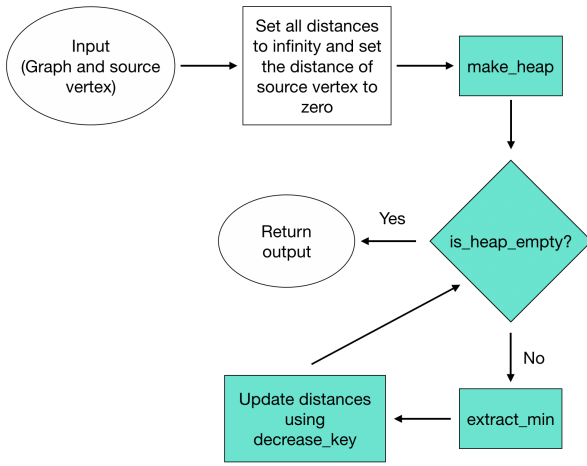 Input
(Graph and source
vertex)
Set all distances
to infinity and set
the distance of
source vertex to
zero
make_heap
is_heap_empty?
Yes
Return
output
No
extract_min
Update distances
using
decrease_key